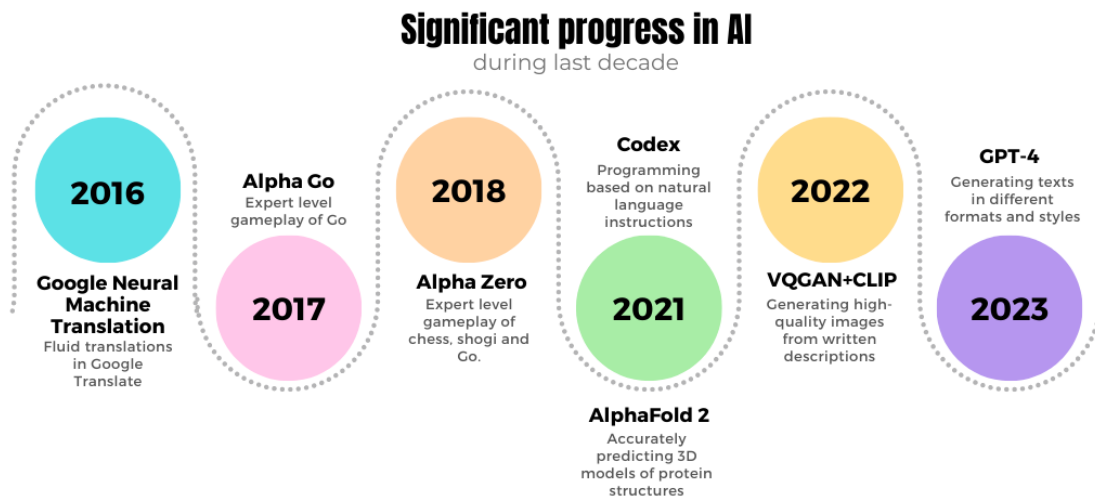 Significant progress in AI
during last decade
2016
Google Neural
Machine
Translation
Fluid translations
in Google
Translate
Alpha Go
Expert level
gameplay of Go
2017
2018
Alpha Zero
Expert level
gameplay of
chess, shogi and
Go.
Codex
Programming
based on natural
language
instructions
2021
AlphaFold 2
Accurately
predicting 3D
models of protein
structures
2022
VQGAN+CLIP
Generating high-
quality images
from written
descriptions
GPT-4
Generating texts
in different
formats and styles
2023